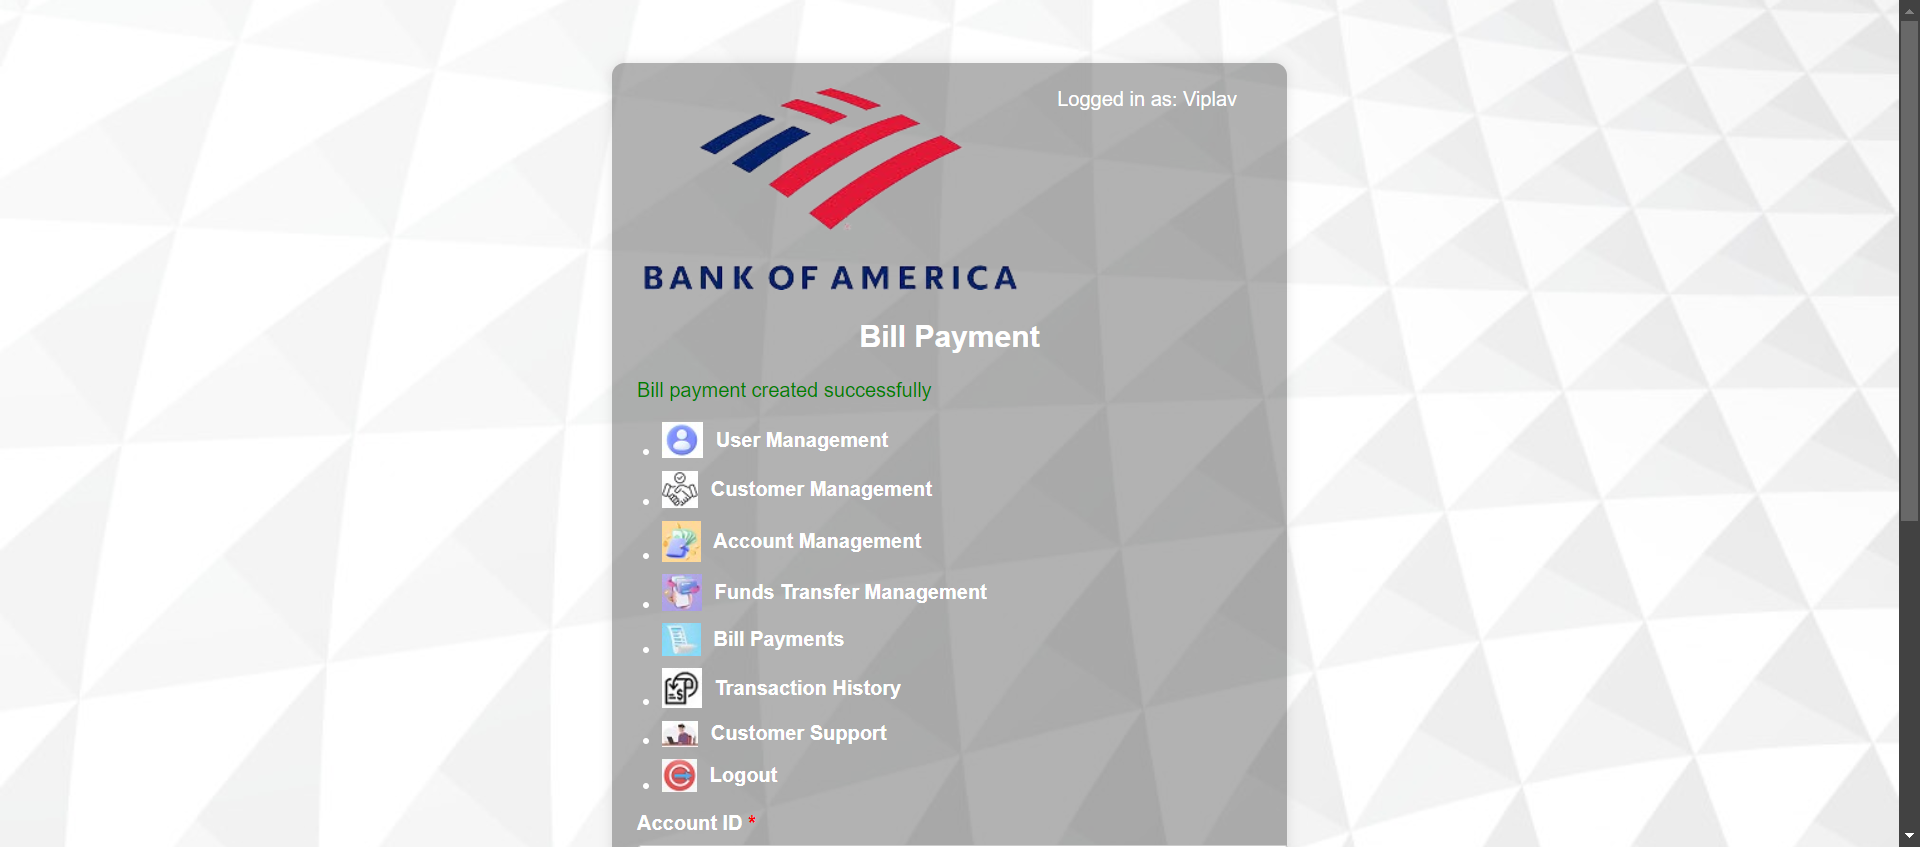 Logged in as: Viplav
BANK OF AMERICA
Bill Payment
Bill payment created successfully
User Management
Customer Management
Account Management
Funds Transfer Management
Bill Payments
Transaction History
Customer Support
Logout
Account ID *